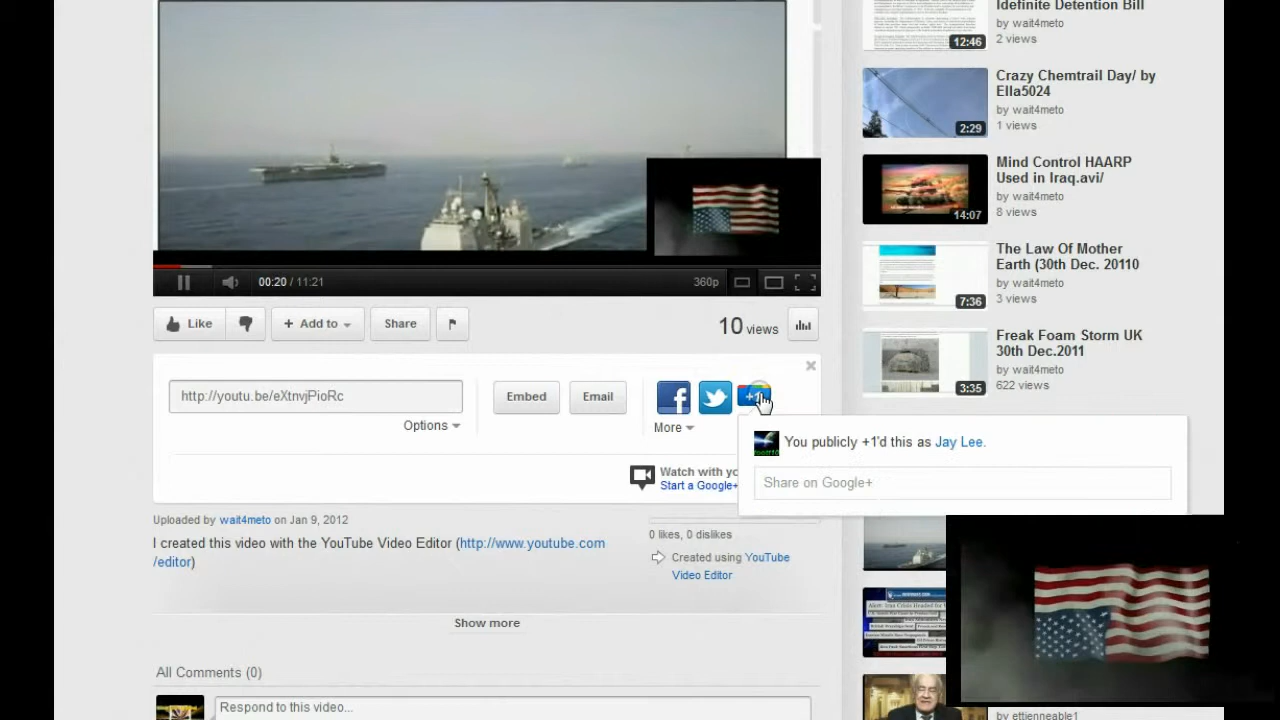 00:20 / 11:21
360p
Like
+ Add to
Share
10 views
http://youtu.be/eXtnvjPioRc
Embed
Email
Options
More
+1
You publicly +1'd this as Jay Lee.
Share on Google+
Watch with yo
Start a Google+
Uploaded by wait4meto on Jan 9, 2012
0 likes, 0 dislikes
I created this video with the YouTube Video Editor (http://www.youtube.com
/editor)
Created using YouTube
Video Editor
Show more
All Comments (0)
Respond to this video...
Idefinite Detention Bill
by wait4meto
2 views
12:46
Crazy Chemtrail Day/ by
Ella5024
by wait4meto
1 views
2:29
Mind Control HAARP
Used in Iraq.avi/
by wait4meto
8 views
14:07
The Law Of Mother
Earth (30th Dec. 20110
by wait4meto
3 views
7:36
Freak Foam Storm UK
30th Dec.2011
by wait4meto
622 views
3:35
by ettienneable1